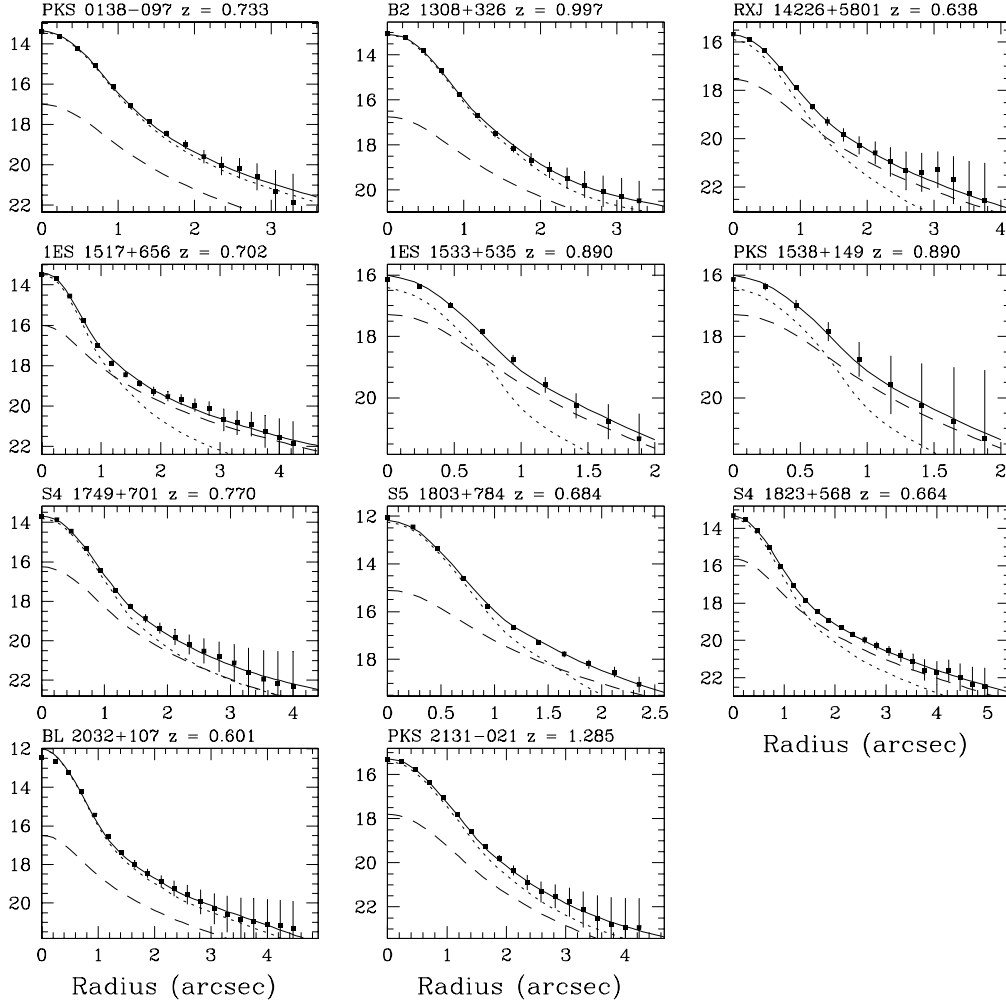 PKS 0138−097 z = 0.733
B2 1308+326 z = 0.997
RXJ 14226+5801 z = 0.638
14
16
18
20
22
0 1 2 3
14
16
18
20
0 1 2 3
16
18
20
22
0 1 2 3 4
1ES 1517+656 z = 0.702
1ES 1533+535 z = 0.890
PKS 1538+149 z = 0.890
14
16
18
20
22
0 1 2 3 4
16
18
20
0 0.5 1 1.5 2
16
18
20
0 0.5 1 1.5 2
S4 1749+701 z = 0.770
S5 1803+784 z = 0.684
S4 1823+568 z = 0.664
14
16
18
20
22
0 1 2 3 4
12
14
16
18
0 0.5 1 1.5 2 2.5
14
16
18
20
22
0 1 2 3 4 5
Radius (arcsec)
BL 2032+107 z = 0.601
PKS 2131−021 z = 1.285
12
14
16
18
20
0 1 2 3 4
16
18
20
22
0 1 2 3 4
Radius (arcsec)
Radius (arcsec)